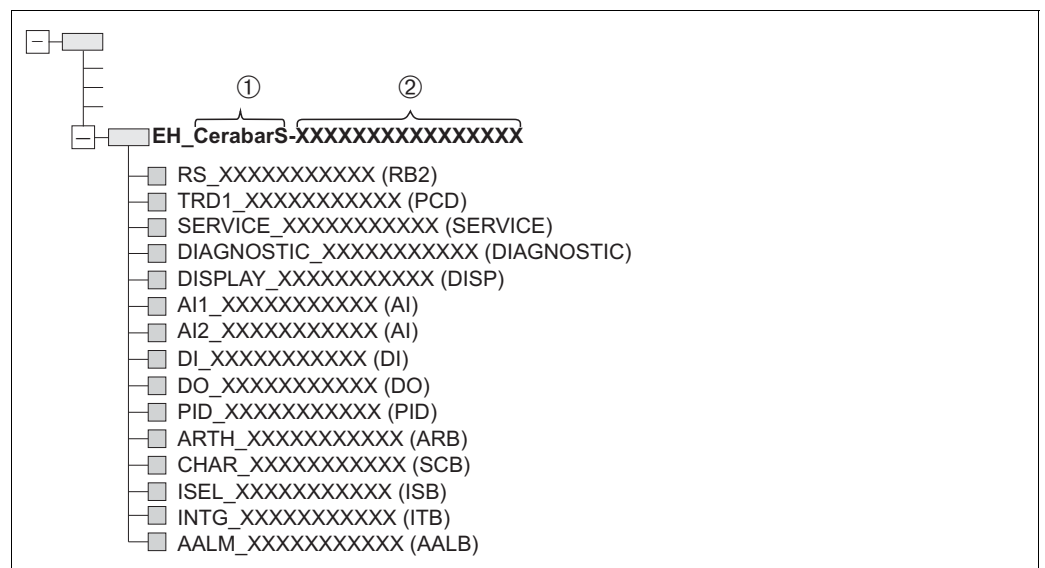 ① ②
EH_CerabarS-XXXXXXXXXXXXXXXX
RS_XXXXXXXXXXX (RB2)
TRD1_XXXXXXXXXXX (PCD)
SERVICE_XXXXXXXXXXX (SERVICE)
DIAGNOSTIC_XXXXXXXXXXX (DIAGNOSTIC)
DISPLAY_XXXXXXXXXXX (DISP)
AI1_XXXXXXXXXXX (AI)
AI2_XXXXXXXXXXX (AI)
DI_XXXXXXXXXXX (DI)
DO_XXXXXXXXXXX (DO)
PID_XXXXXXXXXXX (PID)
ARTH_XXXXXXXXXXX (ARB)
CHAR_XXXXXXXXXXX (SCB)
ISEL_XXXXXXXXXXX (ISB)
INTG_XXXXXXXXXXX (ITB)
AALM_XXXXXXXXXXX (AALB)